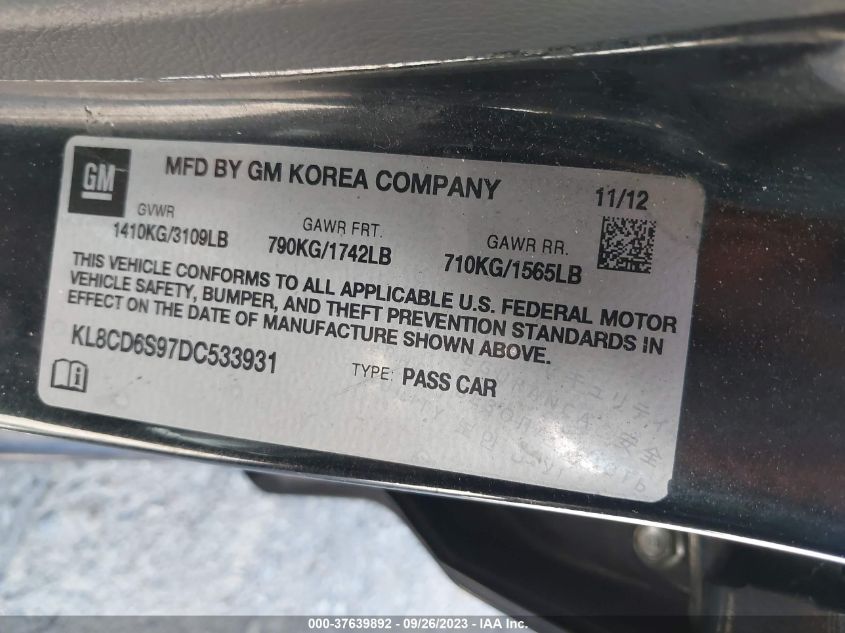 GM
MFD BY GM KOREA COMPANY
11/12
GVWR
1410KG/3109LB
GAWR FRT.
790KG/1742LB
GAWR RR.
710KG/1565LB
THIS VEHICLE CONFORMS TO ALL APPLICABLE U.S. FEDERAL MOTOR
VEHICLE SAFETY, BUMPER, AND THEFT PREVENTION STANDARDS IN
EFFECT ON THE DATE OF MANUFACTURE SHOWN ABOVE.
KL8CD6S97DC533931
TYPE: PASS CAR
000-37639892 - 09/26/2023 - IAA Inc.